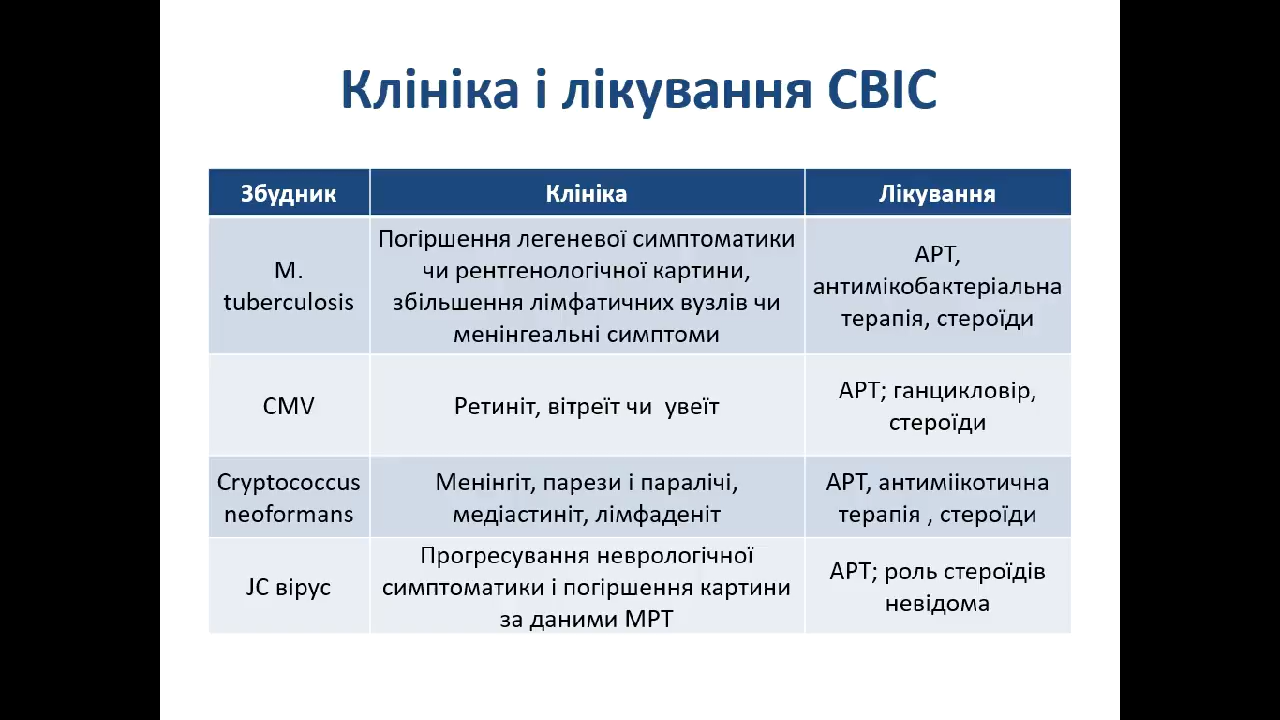 Клініка і лікування СВІС
Збудник
Клініка
Лікування
M.
tuberculosis
Погіршення легеневої симптоматики
чи рентгенологічної картини,
збільшення лімфатичних вузлів чи
менінгеальні симптоми
АРТ,
антимікобактеріальна
терапія, стероїди
CMV
Ретиніт, вітреїт чи увеїт
АРТ; ганцикловір,
стероїди
Cryptococcus
neoformans
Менінгіт, парези і паралічі,
медіастиніт, лімфаденіт
АРТ, антиміікотична
терапія , стероїди
JC вірус
Прогресування неврологічної
симптоматики і погіршення картини
за даними МРТ
АРТ; роль стероїдів
невідома